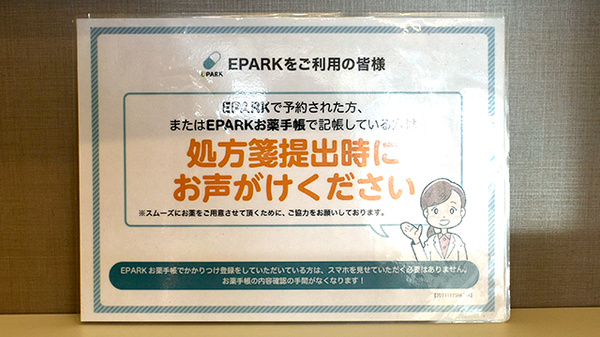 EPARK
EPARKをご利用の皆様
EPARKで予約された方、
またはEPARKお薬手帳で記帳している方は
処方箋提出時に
お声がけください
※スムーズにお薬をご用意させて頂くために、ご協力をお願いしております。
EPARKお薬手帳でかかりつけ登録をしていただいている方は、スマホを見せていただく必要はありません。
お薬手帳の内容確認の手間がなくなります！